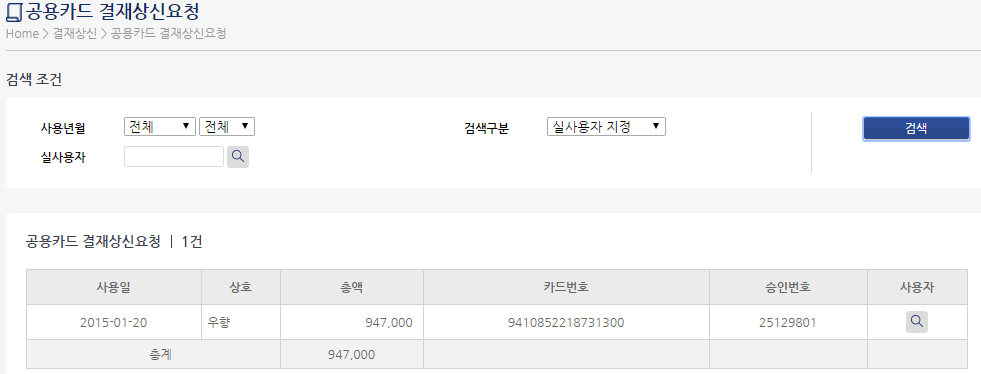 공용카드 결재상신요청
Home > 결재상신 > 공용카드 결재상신요청
검색 조건
사용년월 전체 전체 검색구분 실사용자 지정 검색
실사용자
공용카드 결재상신요청 | 1건
사용일 상호 총액 카드번호 승인번호 사용자
2015-01-20 우향 947,000 9410852218731300 25129801
총계 947,000